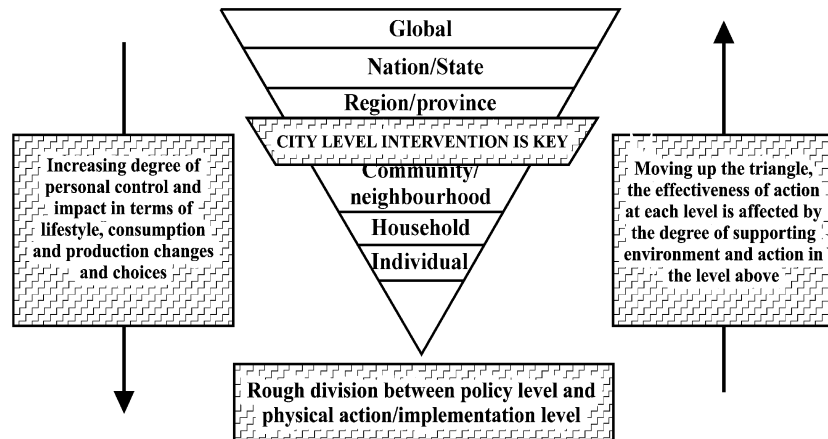 Global
Nation/State
Region/province
CITY LEVEL INTERVENTION IS KEY
Community/
neighbourhood
Household
Individual
Increasing degree of
personal control and
impact in terms of
lifestyle, consumption
and production changes
and choices
Moving up the triangle,
the effectiveness of action
at each level is affected by
the degree of supporting
environment and action in
the level above
Rough division between policy level and
physical action/implementation level